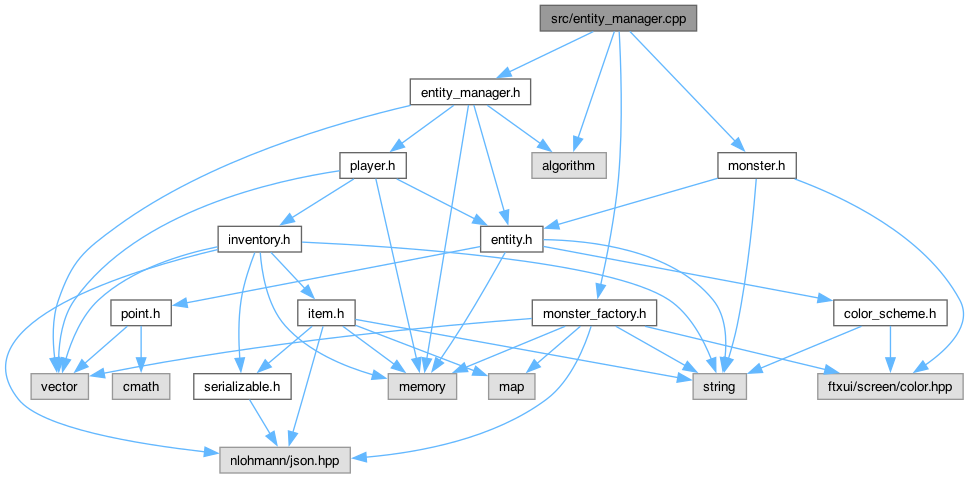 src/entity_manager.cpp
entity_manager.h
player.h
algorithm
monster.h
inventory.h
entity.h
point.h
item.h
monster_factory.h
color_scheme.h
vector
cmath
serializable.h
memory
map
string
ftxui/screen/color.hpp
nlohmann/json.hpp